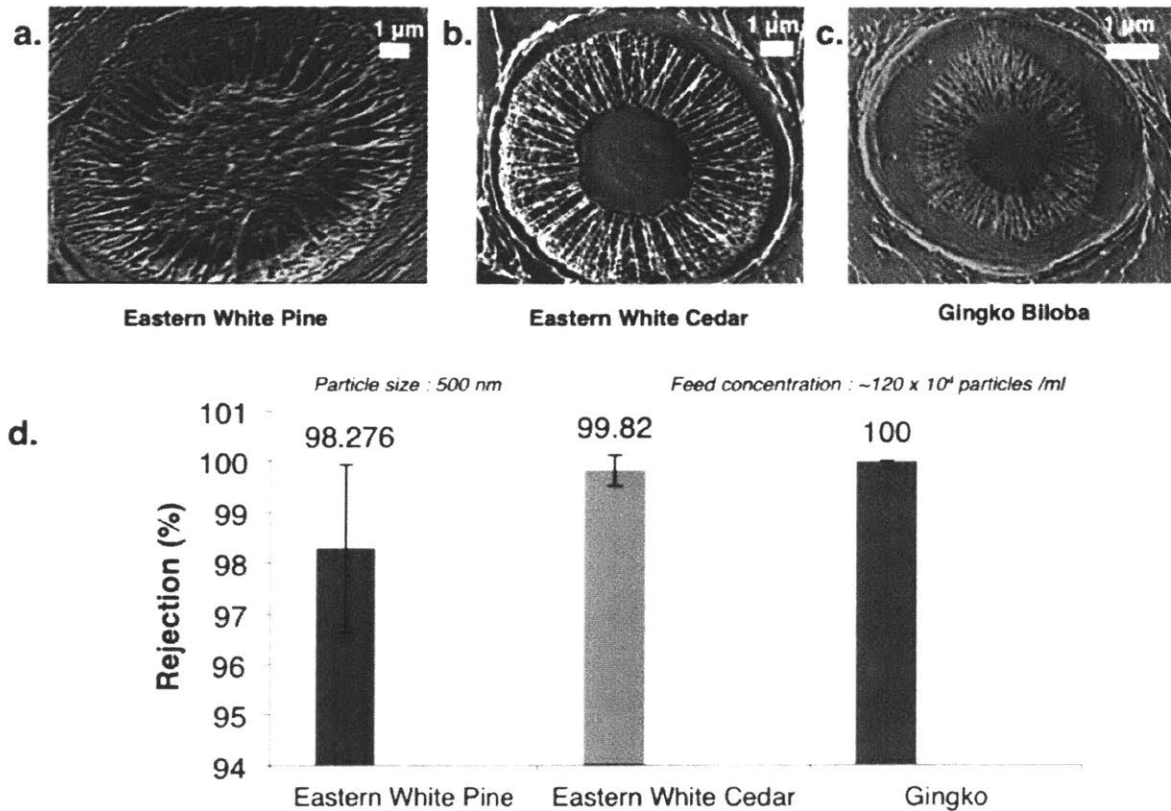 a.
1 µm
b.
1 µm
c.
1 µm
Eastern White Pine
Eastern White Cedar
Gingko Biloba
Particle size : 500 nm
Feed concentration : ~120 x 10⁴ particles /ml
d.
Rejection (%)
101
100
99
98
97
96
95
94
98.276
99.82
100
Eastern White Pine
Eastern White Cedar
Gingko